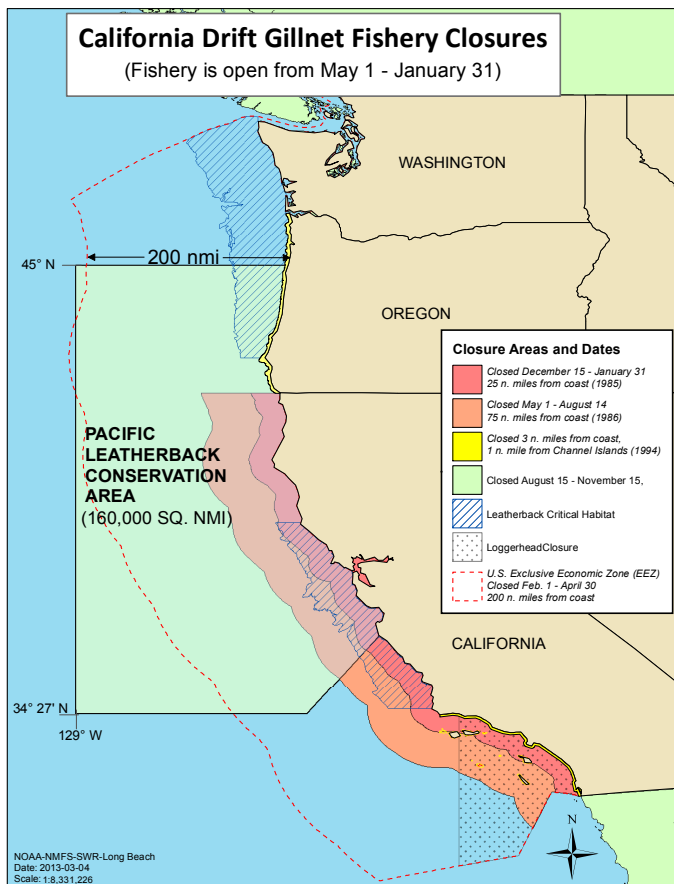 California Drift Gillnet Fishery Closures
(Fishery is open from May 1 - January 31)
WASHINGTON
200 nmi
45° N
OREGON
Closure Areas and Dates
Closed December 15 - January 31
25 n. miles from coast (1985)
Closed May 1 - August 14
75 n. miles from coast (1986)
Closed 3 n. miles from coast,
1 n. mile from Channel Islands (1994)
Closed August 15 - November 15,
Leatherback Critical Habitat
LoggerheadClosure
U.S. Exclusive Economic Zone (EEZ)
Closed Feb. 1 - April 30
200 n. miles from coast
PACIFIC
LEATHERBACK
CONSERVATION
AREA
(160,000 SQ. NMI)
CALIFORNIA
34° 27' N
129° W
N
NOAA-NMFS-SWR-Long Beach
Date: 2013-03-04
Scale: 1:8,331,226